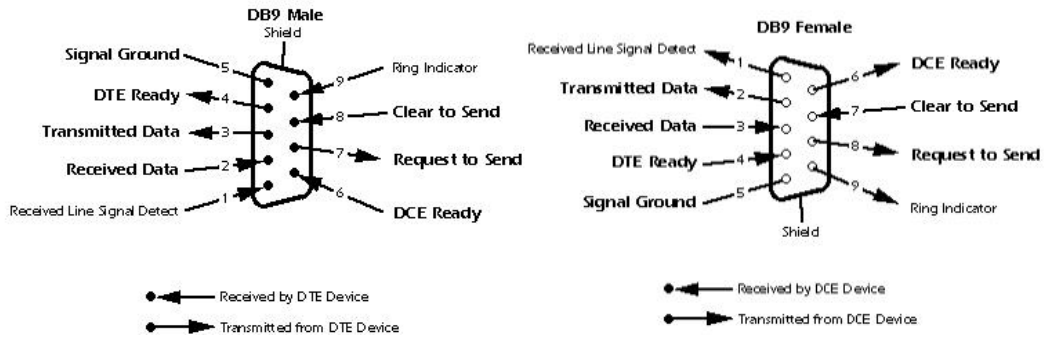 DB9 Male
Shield
Signal Ground
5
9
Ring Indicator
DTE Ready
4
8
Clear to Send
Transmitted Data
3
7
Request to Send
Received Data
2
6
DCE Ready
Received Line Signal Detect
1
Received by DTE Device
Transmitted from DTE Device
DB9 Female
Received Line Signal Detect
1
6
DCE Ready
Transmitted Data
2
7
Clear to Send
Received Data
3
8
Request to Send
DTE Ready
4
9
Ring Indicator
Signal Ground
5
Shield
Received by DCE Device
Transmitted from DCE Device